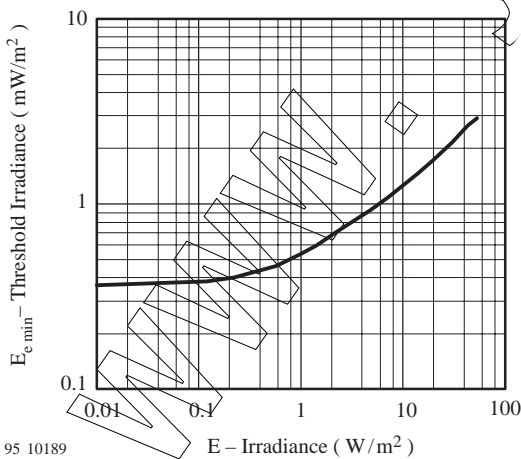 10
E e min – Threshold Irradiance ( mW/m² )
1
0.1
0.01 0.1 1 10 100
95 10189
E – Irradiance ( W/m² )